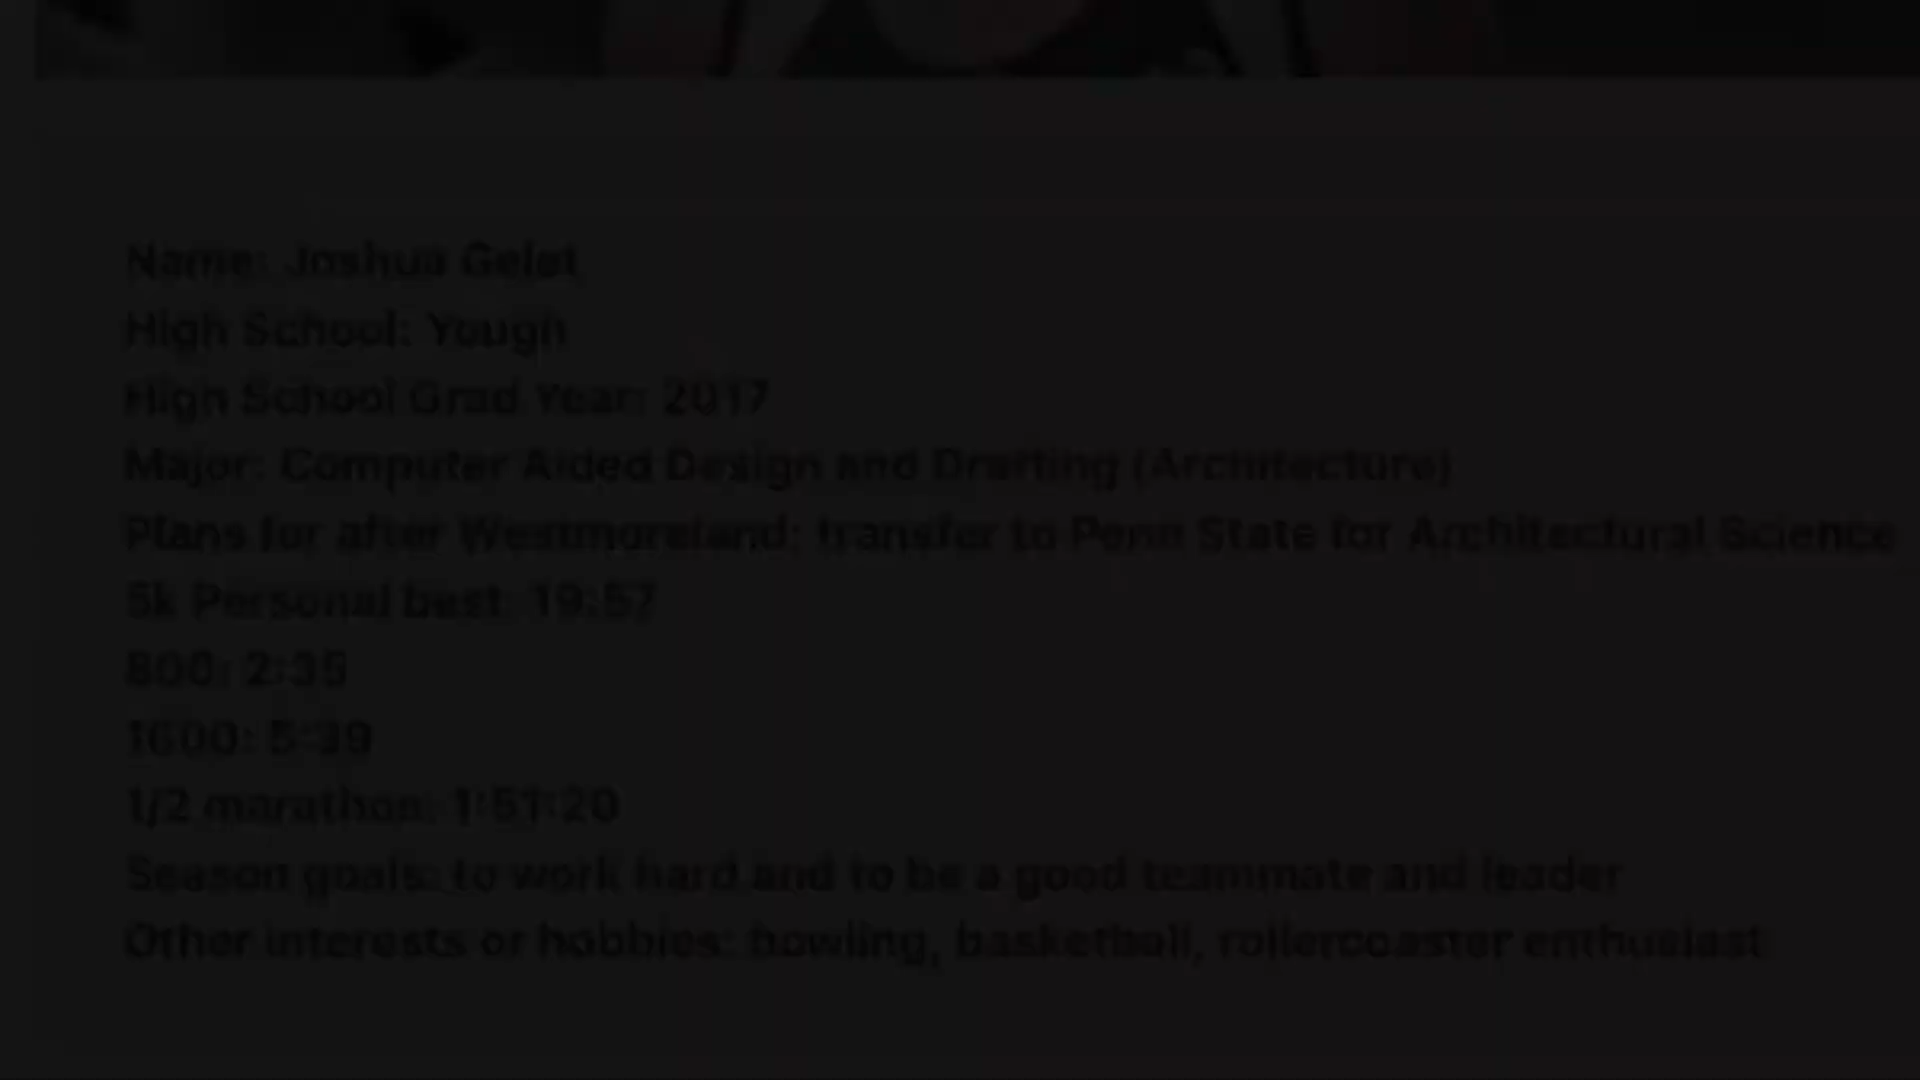 Name: Joshua Gelat
High School: Yough
High School Grad Year: 2017
Major: Computer Aided Design and Drafting (Architecture)
Plans for after Westmoreland: transfer to Penn State for Architectural Science
5k Personal best: 19:57
800: 2:35
1600: 5:39
1/2 marathon: 1:51:20
Season goals: to work hard and to be a good teammate and leader
Other interests or hobbies: bowling, basketball, rollercoaster enthusiast